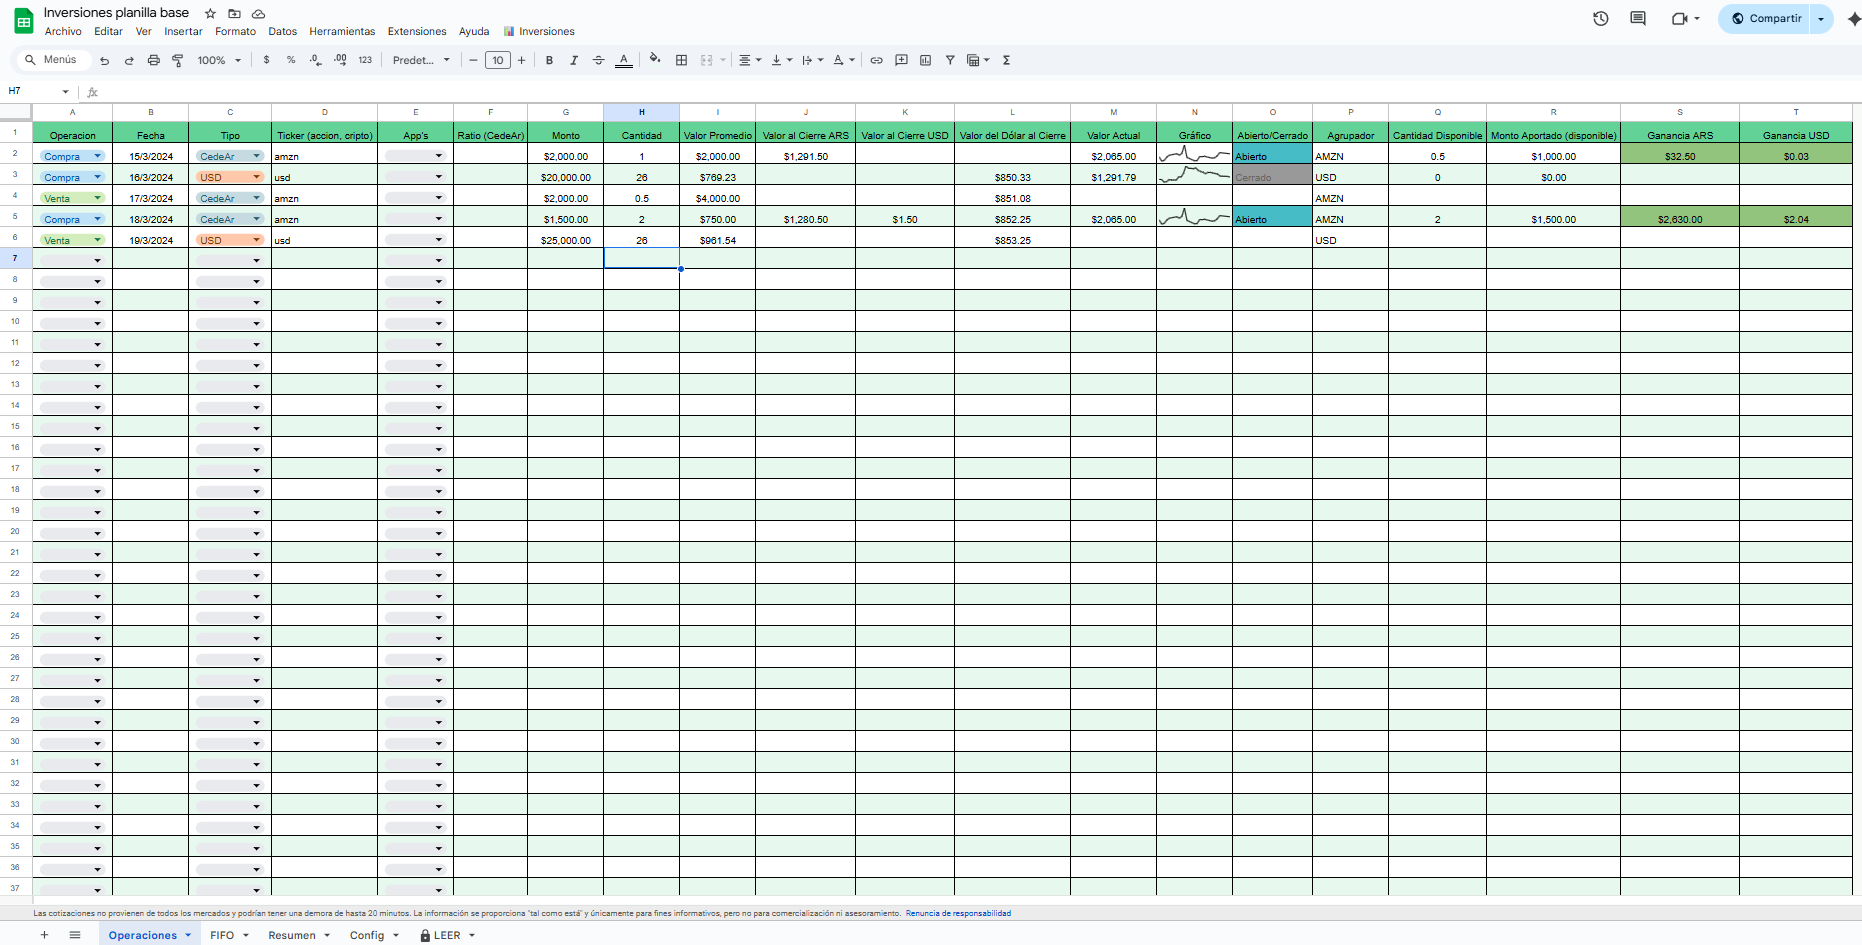 Inversiones planilla base
Archivo Editar Ver Insertar Formato Datos Herramientas Extensiones Ayuda Inversiones
Compartir
Menús 100% $ % .0 .00 123 Predet... − 10 + B I A A Σ
H7 fx
A B C D E F G H I J K L M N O P Q R S T
1 Operacion Fecha Tipo Ticker (accion, cripto) App's Ratio (CedeAr) Monto Cantidad Valor Promedio Valor al Cierre ARS Valor al Cierre USD Valor del Dólar al Cierre Valor Actual Gráfico Abierto/Cerrado Agrupador Cantidad Disponible Monto Aportado (disponible) Ganancia ARS Ganancia USD
2 Compra 15/3/2024 CedeAr amzn $2,000.00 1 $2,000.00 $1,291.50 $2,065.00 Abierto AMZN 0.5 $1,000.00 $32.50 $0.03
3 Compra 16/3/2024 USD usd $20,000.00 26 $769.23 $850.33 $1,291.79 Cerrado USD 0 $0.00
4 Venta 17/3/2024 CedeAr amzn $2,000.00 0.5 $4,000.00 $851.08 AMZN
5 Compra 18/3/2024 CedeAr amzn $1,500.00 2 $750.00 $1,280.50 $1.50 $852.25 $2,065.00 Abierto AMZN 2 $1,500.00 $2,630.00 $2.04
6 Venta 19/3/2024 USD usd $25,000.00 26 $961.54 $853.25 USD
7
8
9
10
11
12
13
14
15
16
17
18
19
20
21
22
23
24
25
26
27
28
29
30
31
32
33
34
35
36
37
Las cotizaciones no provienen de todos los mercados y podrían tener una demora de hasta 20 minutos. La información se proporciona "tal como está" y únicamente para fines informativos, pero no para comercialización ni asesoramiento. Renuncia de responsabilidad
+ Operaciones FIFO Resumen Config LEER